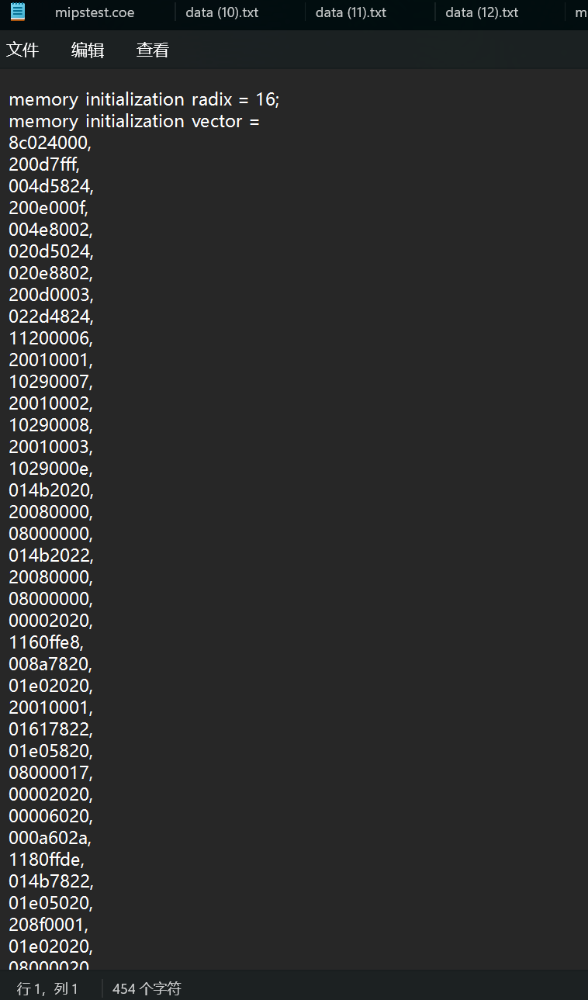 mipstest.coe data (10).txt data (11).txt data (12).txt m
文件 编辑 查看
memory initialization radix = 16;
memory initialization vector =
8c024000,
200d7fff,
004d5824,
200e000f,
004e8002,
020d5024,
020e8802,
200d0003,
022d4824,
11200006,
20010001,
10290007,
20010002,
10290008,
20010003,
1029000e,
014b2020,
20080000,
08000000,
014b2022,
20080000,
08000000,
00002020,
1160ffe8,
008a7820,
01e02020,
20010001,
01617822,
01e05820,
08000017,
00002020,
00006020,
000a602a,
1180ffde,
014b7822,
01e05020,
208f0001,
01e02020,
08000020
行 1，列 1 454 个字符